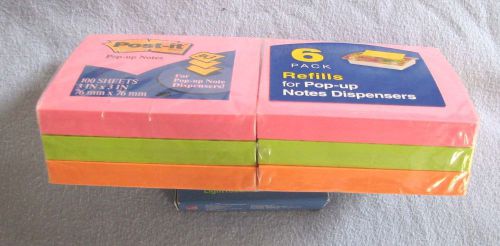 Post-it
Pop-up Notes
100 SHEETS
3 IN x 3 IN
76 mm x 76 mm
For
Pop-up Note
Dispensers!
6
PACK
Refills
for Pop-up
Notes Dispensers